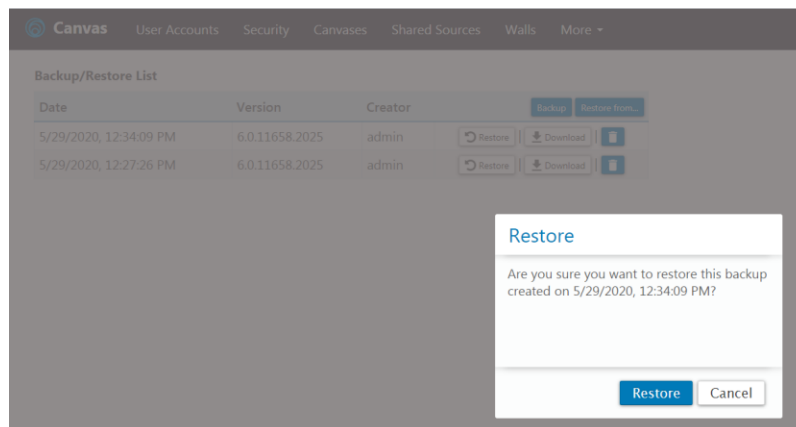 Canvas User Accounts Security Canvases Shared Sources Walls More
Backup/Restore List
Date Version Creator Backup Restore from...
5/29/2020, 12:34:09 PM 6.0.11658.2025 admin Restore | Download |
5/29/2020, 12:27:26 PM 6.0.11658.2025 admin Restore | Download |
Restore
Are you sure you want to restore this backup
created on 5/29/2020, 12:34:09 PM?
Restore Cancel